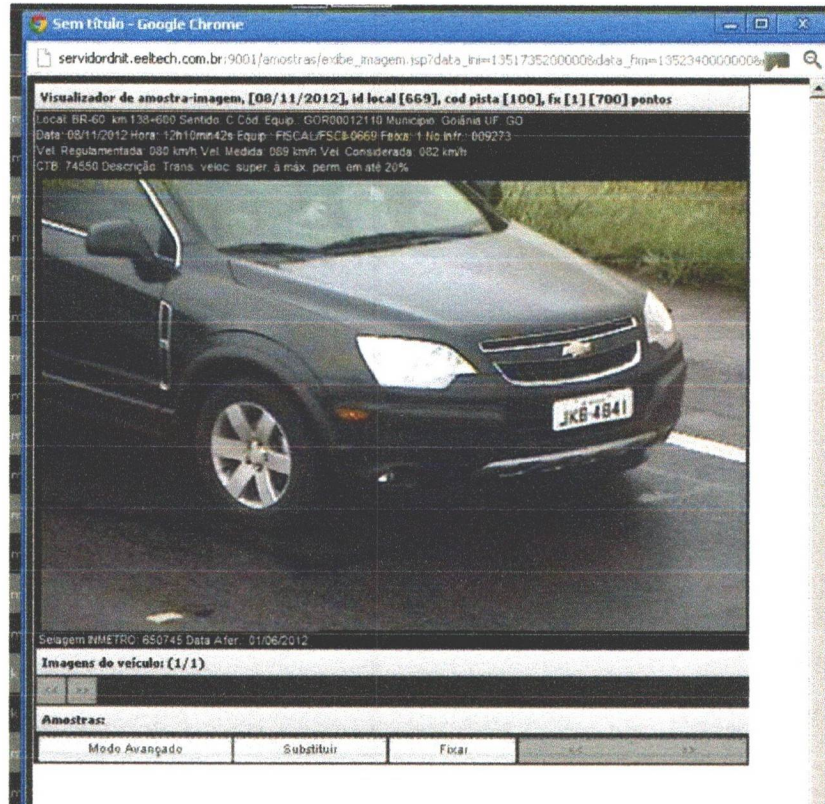 Sem título - Google Chrome
servidordnit.eeltech.com.br:9001/amostras/exibe_imagem.jsp?data_ini=1351735200000&data_fim=1352340000000&
Visualizador de amostra-imagem, [08/11/2012], id local [669], cod pista [100], fx [1] [700] pontos
Local: BR-60 km 138+600 Sentido: C Cód. Equip.: GOR00012110 Município: Goiânia UF: GO
Data: 08/11/2012 Hora: 12h10min42s Equip.: FISCAL/FSCII-0669 Faixa: 1 No.Infr.: 009273
Vel. Regulamentada: 080 km/h Vel. Medida: 089 km/h Vel. Considerada: 082 km/h
CTB: 74550 Descrição: Trans. veloc. super. à máx. perm. em até 20%
Selagem INMETRO: 650745 Data Afer.: 01/06/2012
Imagens do veículo: (1/1)
<< >>
Amostras:
Modo Avançado Substituir Fixar << >>